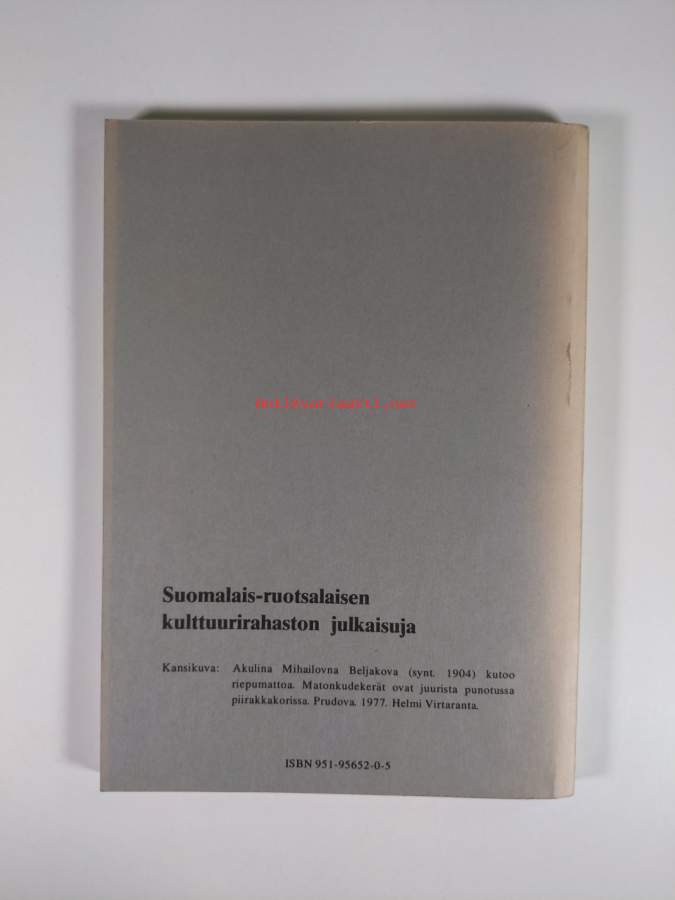 Suomalais-ruotsalaisen
kulttuurirahaston julkaisuja
Kansikuva: Akulina Mihailovna Beljakova (synt. 1904) kutoo
riepumattoa. Matonkudekerät ovat juurista punotussa
piirakkakorissa. Prudova. 1977. Helmi Virtaranta.
ISBN 951-95652-0-5